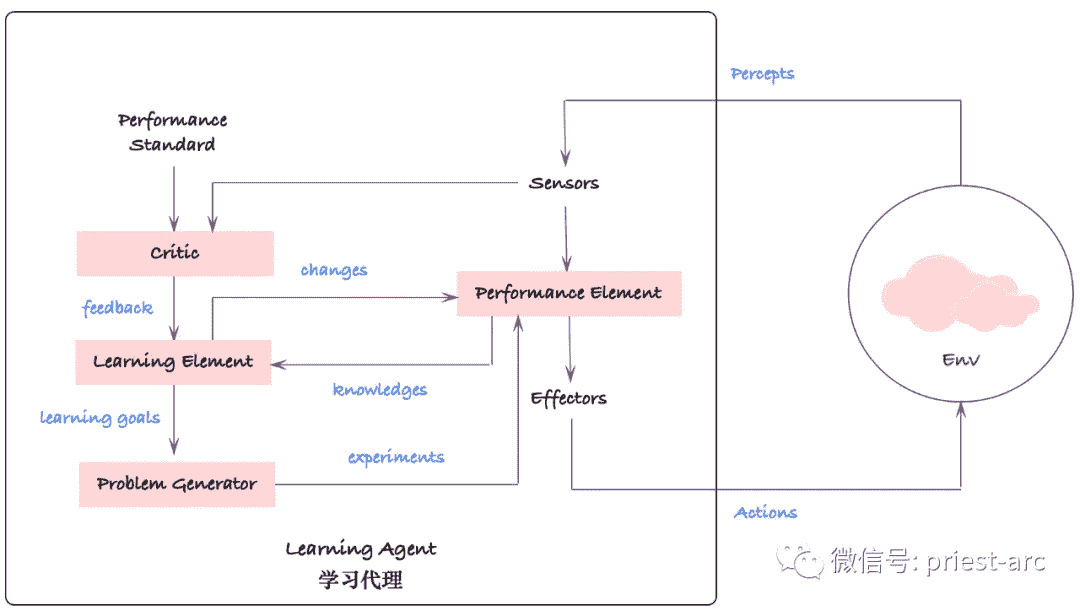 Percepts
Performance
Standard
Sensors
Critic
changes
Performance Element
feedback
Learning Element
knowledges
Env
Effectors
learning goals
experiments
Problem Generator
Actions
Learning Agent
学习代理
微信号: priest-arc